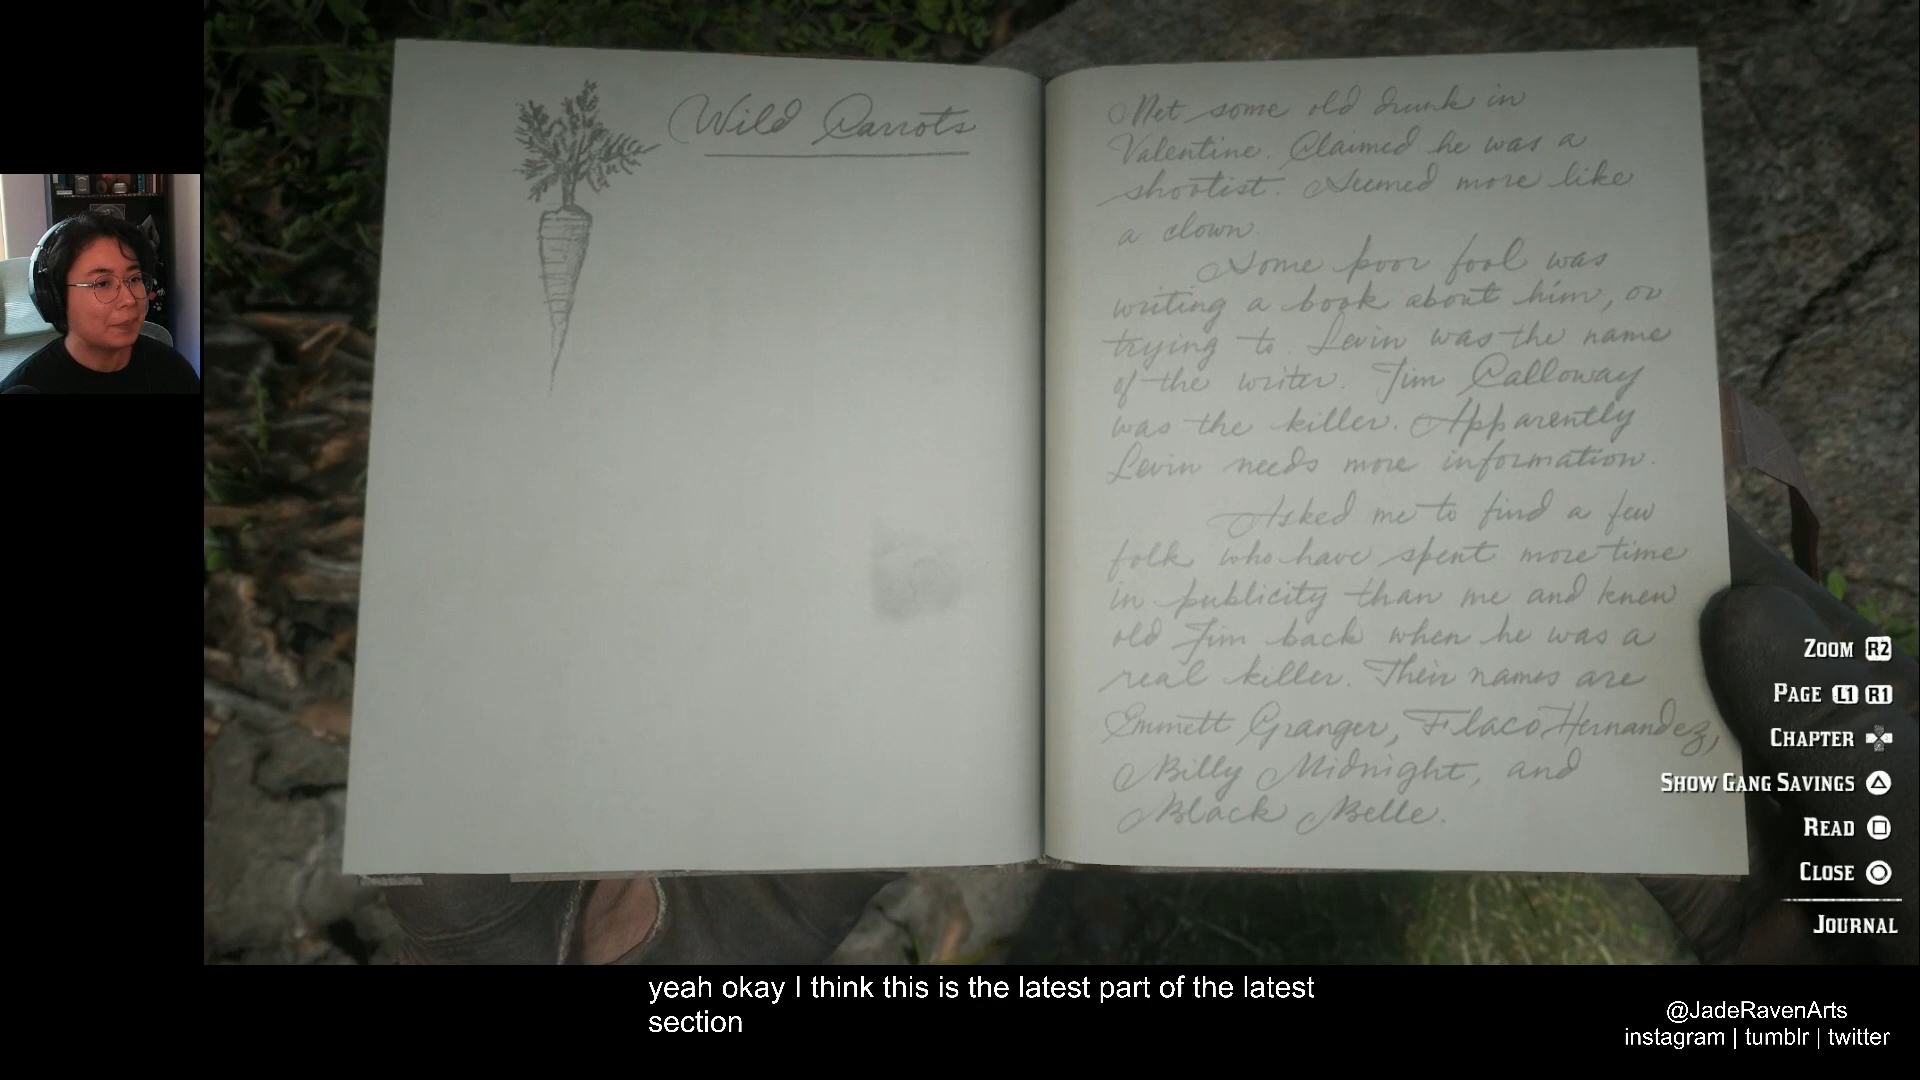 Wild Carrots
Met some old drunk in
Valentine. Claimed he was a
shootist. Seemed more like
a clown.
Some poor fool was
writing a book about him, or
trying to. Levin was the name
of the writer. Jim Calloway
was the killer. Apparently
Levin needs more information.
Asked me to find a few
folk who have spent more time
in publicity than me and knew
old Jim back when he was a
real killer. Their names are
Emmett Granger, Flaco Hernandez,
Billy Midnight, and
Black Belle.
ZOOM R2
PAGE L1 R1
CHAPTER
SHOW GANG SAVINGS
READ
CLOSE
JOURNAL
yeah okay I think this is the latest part of the latest
section
@JadeRavenArts
instagram | tumblr | twitter